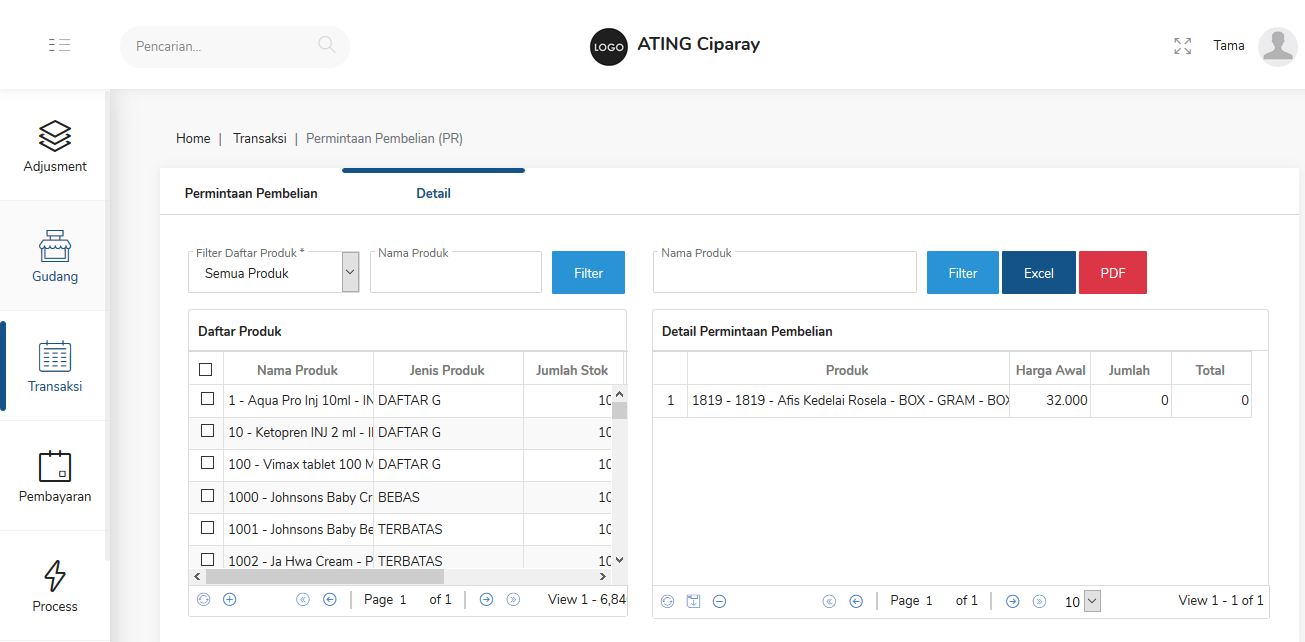 Pencarian...
LOGO
ATING Ciparay
Tama
Adjusment
Gudang
Transaksi
Pembayaran
Process
Home | Transaksi | Permintaan Pembelian (PR)
Permintaan Pembelian
Detail
Filter Daftar Produk *
Semua Produk
Nama Produk
Filter
Nama Produk
Filter
Excel
PDF
Daftar Produk
Nama Produk Jenis Produk Jumlah Stok
1 - Aqua Pro Inj 10ml - IN DAFTAR G 10
10 - Ketopren INJ 2 ml - I DAFTAR G 10
100 - Vimax tablet 100 M DAFTAR G 10
1000 - Johnsons Baby Cr BEBAS 10
1001 - Johnsons Baby Be TERBATAS 10
1002 - Ja Hwa Cream - P TERBATAS 10
Page 1 of 1 View 1 - 6,84
Detail Permintaan Pembelian
Produk Harga Awal Jumlah Total
1 1819 - 1819 - Afis Kedelai Rosela - BOX - GRAM - BOX 32.000 0 0
Page 1 of 1 10 View 1 - 1 of 1